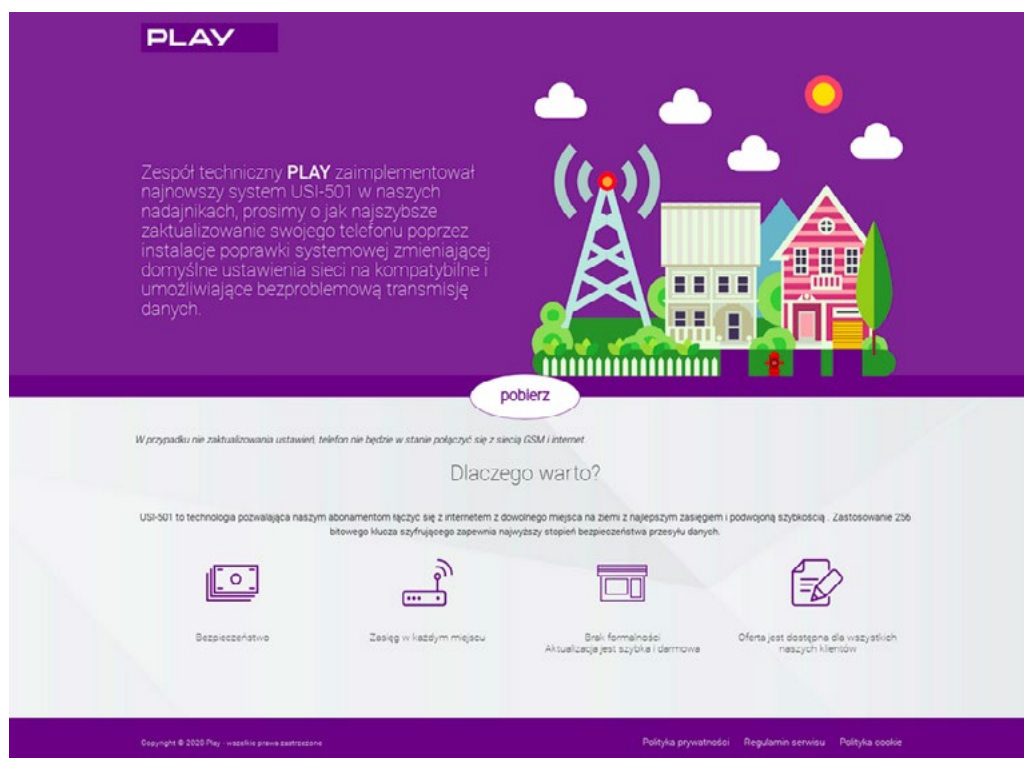 PLAY
Zespół techniczny PLAY zaimplementował
najnowszy system USI-501 w naszych
nadajnikach, prosimy o jak najszybsze
zaktualizowanie swojego telefonu poprzez
instalacje poprawki systemowej zmieniającej
domyślne ustawienia sieci na kompatybilne i
umożliwiające bezproblemową transmisję
danych.
pobierz
W przypadku nie zaktualizowania ustawień, telefon nie będzie w stanie połączyć się z siecią GSM i internet
Dlaczego warto?
USI-501 to technologia pozwalająca naszym abonamentom łączyć się z internetem z dowolnego miejsca na ziemi z najlepszym zasięgiem i podwojoną szybkością . Zastosowanie 256
bitowego klucza szyfrującego zapewnia najwyższy stopień bezpieczeństwa przesyłu danych.
Bezpieczeństwo
Zasięg w każdym miejscu
Brak formalności
Aktualizacja jest szybka i darmowa
Oferta jest dostępna dla wszystkich
naszych klientów
Copyright © 2020 Play - wszelkie prawa zastrzeżone
Polityka prywatności Regulamin serwisu Polityka cookie